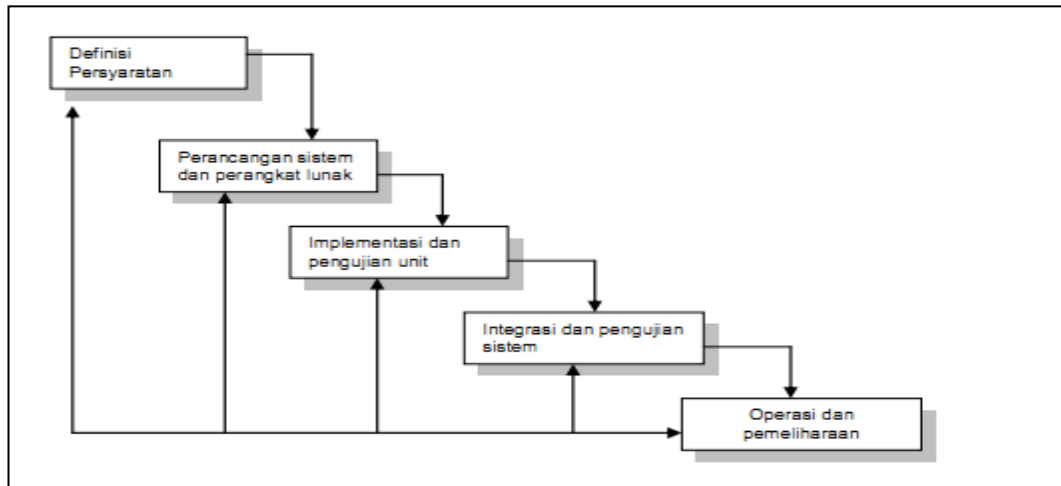 Definisi
Persyaratan
Perancangan sistem
dan perangkat lunak
Implementasi dan
pengujian unit
Integrasi dan pengujian
sistem
Operasi dan
pemeliharaan